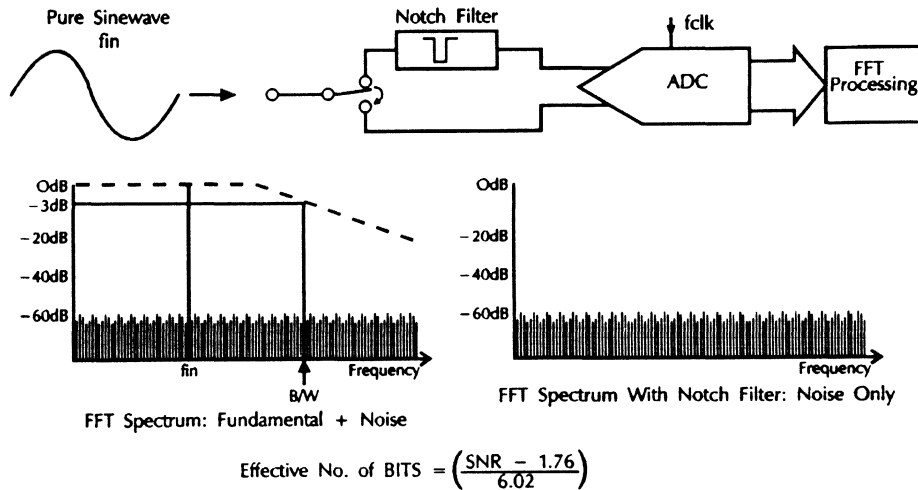 Pure Sinewave
fin
Notch Filter
fclk
ADC
FFT
Processing
OdB
-3dB
-20dB
-40dB
-60dB
fin
B/W
Frequency
FFT Spectrum: Fundamental + Noise
OdB
-20dB
-40dB
-60dB
Frequency
FFT Spectrum With Notch Filter: Noise Only
Effective No. of BITS = (SNR - 1.76 / 6.02)